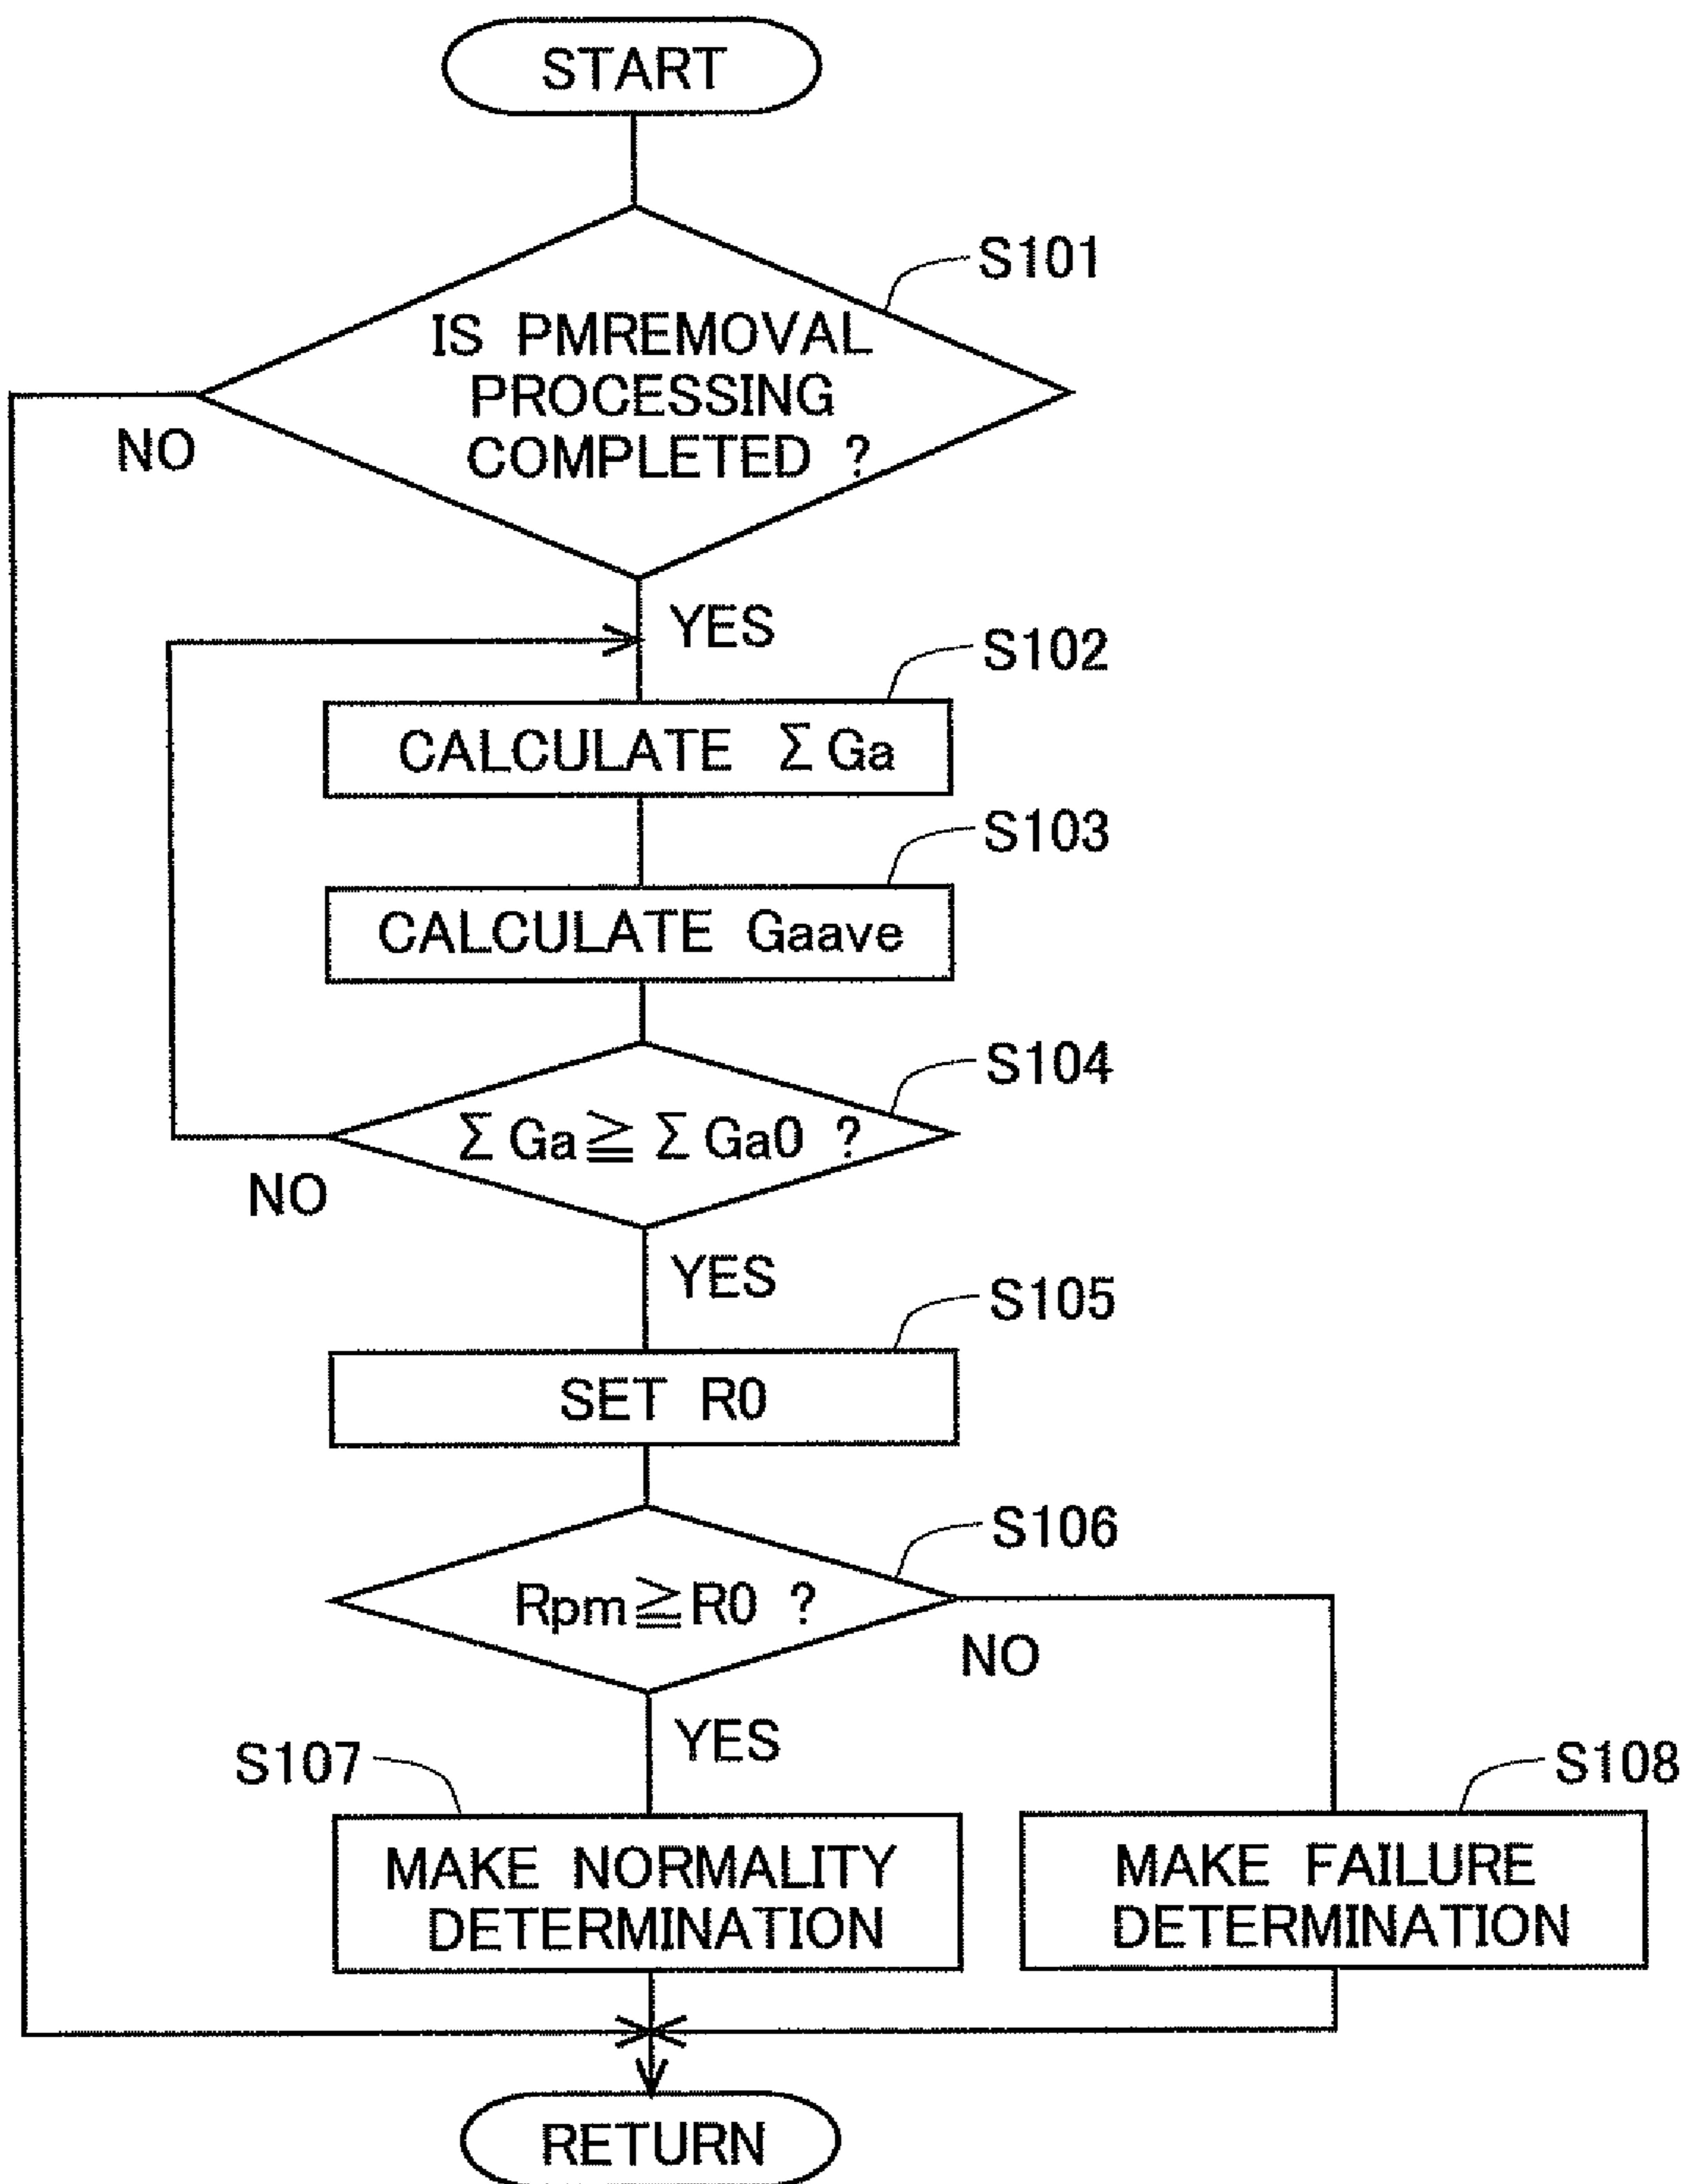 START
S101
IS PMREMOVAL
PROCESSING
COMPLETED ?
NO
YES
S102
CALCULATE ΣGa
S103
CALCULATE Gaave
S104
ΣGa≧ΣGa0 ?
NO
YES
S105
SET R0
S106
Rpm≧R0 ?
NO
YES
S107
S108
MAKE NORMALITY
DETERMINATION
MAKE FAILURE
DETERMINATION
RETURN